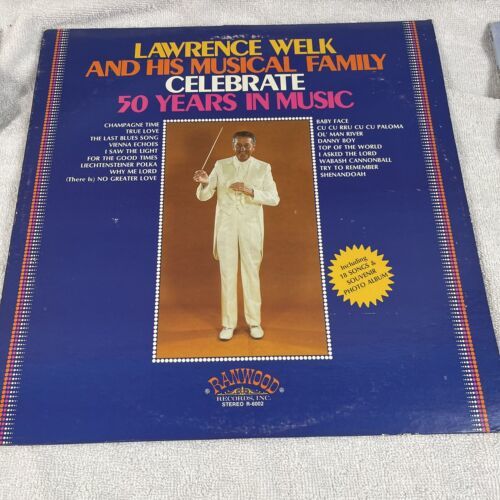 LAWRENCE WELK
AND HIS MUSICAL FAMILY
CELEBRATE
50 YEARS IN MUSIC
CHAMPAGNE TIME
TRUE LOVE
THE LAST BLUES SONG
VIENNA ECHOES
I SAW THE LIGHT
FOR THE GOOD TIMES
LIECHTENSTEINER POLKA
WHY ME LORD
(There Is) NO GREATER LOVE
BABY FACE
CU CU RRU CU CU PALOMA
OL' MAN RIVER
DANNY BOY
TOP OF THE WORLD
I ASKED THE LORD
WABASH CANNONBALL
TRY TO REMEMBER
SHENANDOAH
Including
18 SONGS &
SOUVENIR
PHOTO ALBUM
RANWOOD
RECORDS, INC.
STEREO R-6002